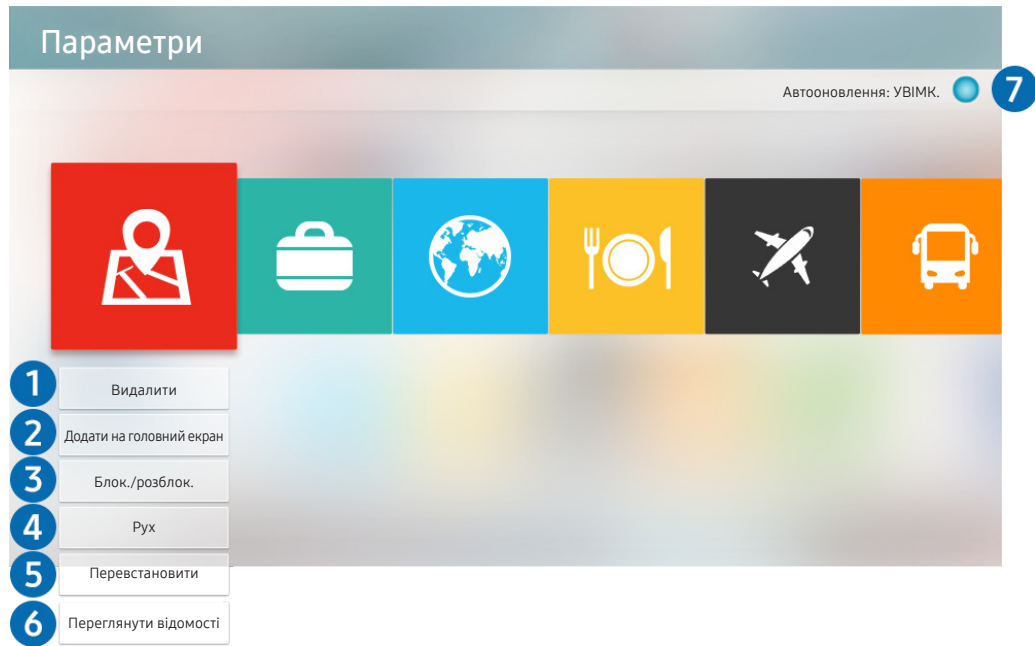 Параметри
Автооновлення: УВІМК.
7
1
Видалити
2
Додати на головний екран
3
Блок./розблок.
4
Рух
5
Перевстановити
6
Переглянути відомості